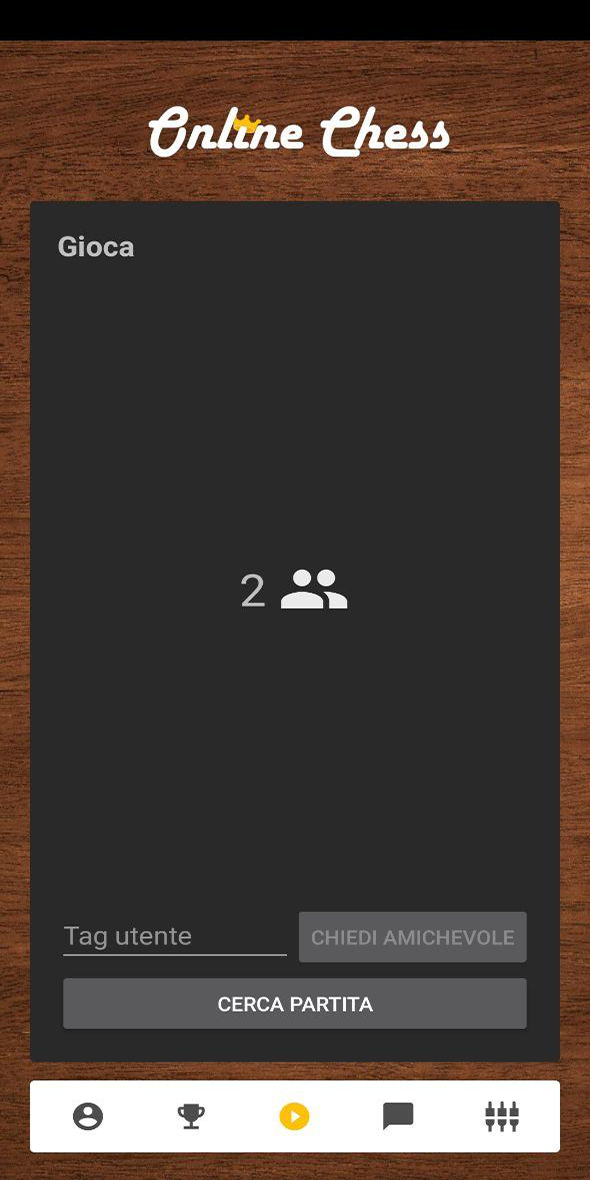 Online Chess
Gioca
2
Tag utente
CHIEDI AMICHEVOLE
CERCA PARTITA